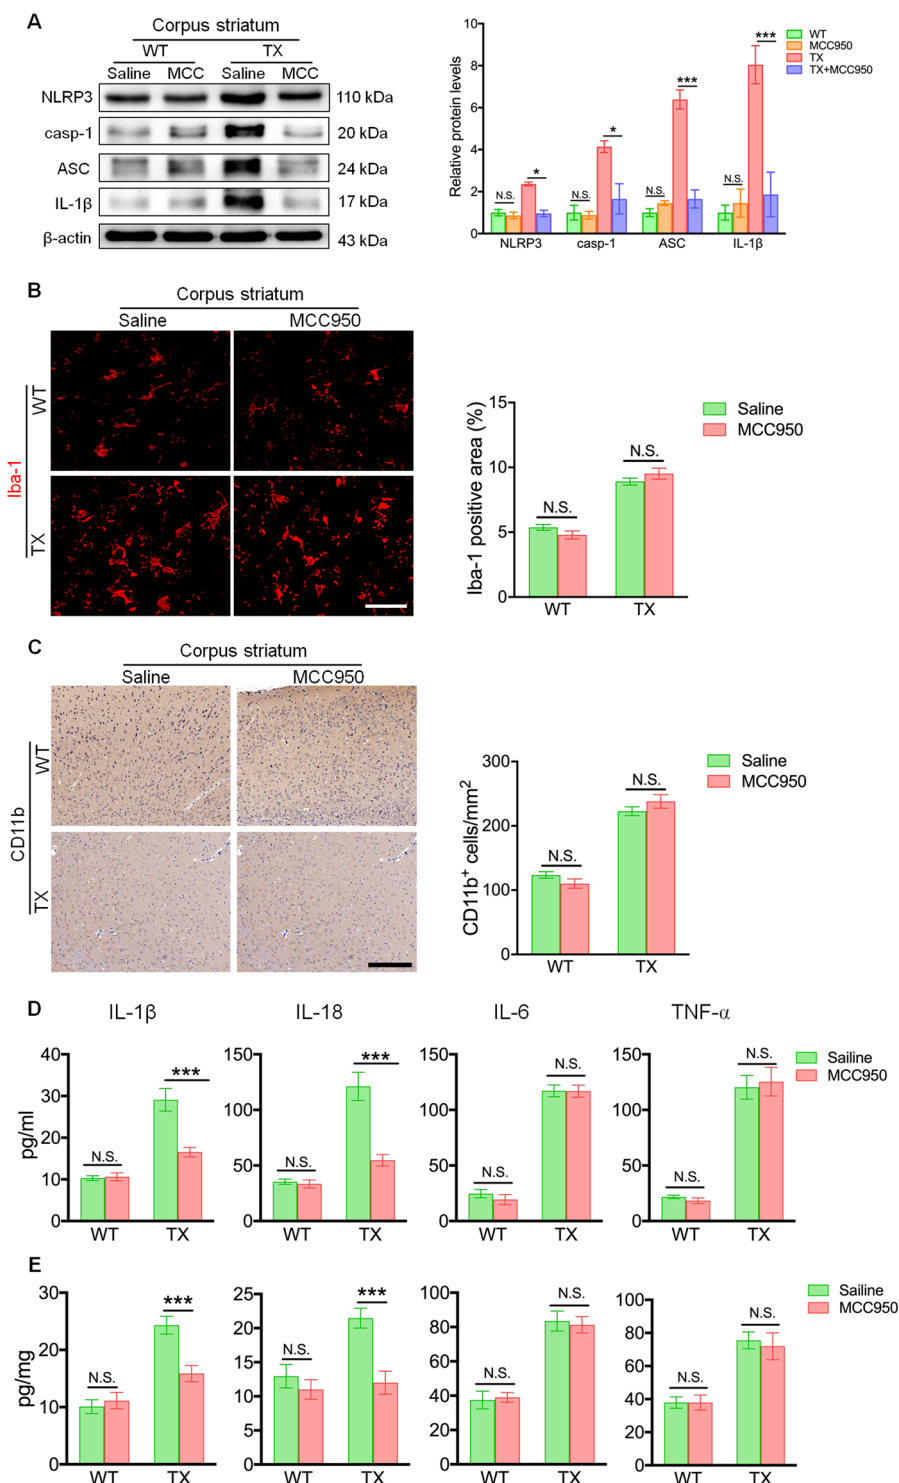 A
Corpus striatum
WT TX
Saline MCC Saline MCC
NLRP3 110 kDa
casp-1 20 kDa
ASC 24 kDa
IL-1β 17 kDa
β-actin 43 kDa
Relative protein levels
10
8
6
4
2
0
N.S. * N.S. * N.S. *** N.S. ***
NLRP3 casp-1 ASC IL-1β
WT
MCC950
TX
TX+MCC950
B
Corpus striatum
Saline MCC950
Iba-1
WT
TX
Iba-1 positive area (%)
15
10
5
0
N.S. N.S.
WT TX
Saline
MCC950
C
Corpus striatum
Saline MCC950
CD11b
WT
TX
CD11b+ cells/mm2
300
200
100
0
N.S. N.S.
WT TX
Saline
MCC950
D
IL-1β IL-18 IL-6 TNF-α
pg/ml
40
30
20
10
0
N.S. ***
WT TX
150
100
50
0
N.S. ***
WT TX
150
100
50
0
N.S. N.S.
WT TX
150
100
50
0
N.S. N.S.
WT TX
Sailine
MCC950
E
pg/mg
30
20
10
0
N.S. ***
WT TX
25
20
15
10
5
0
N.S. ***
WT TX
100
80
60
40
20
0
N.S. N.S.
WT TX
100
80
60
40
20
0
N.S. N.S.
WT TX
Sailine
MCC950